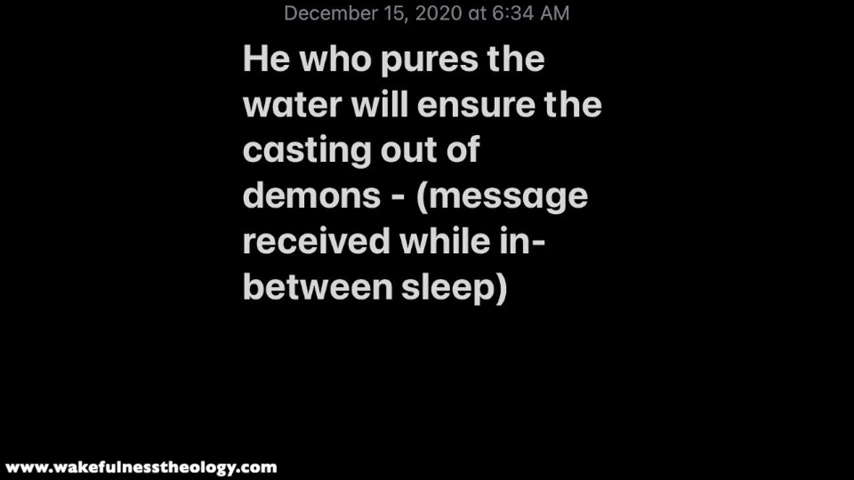 December 15, 2020 at 6:34 AM
He who pures the
water will ensure the
casting out of
demons - (message
received while in-
between sleep)
www.wakefulnesstheology.com